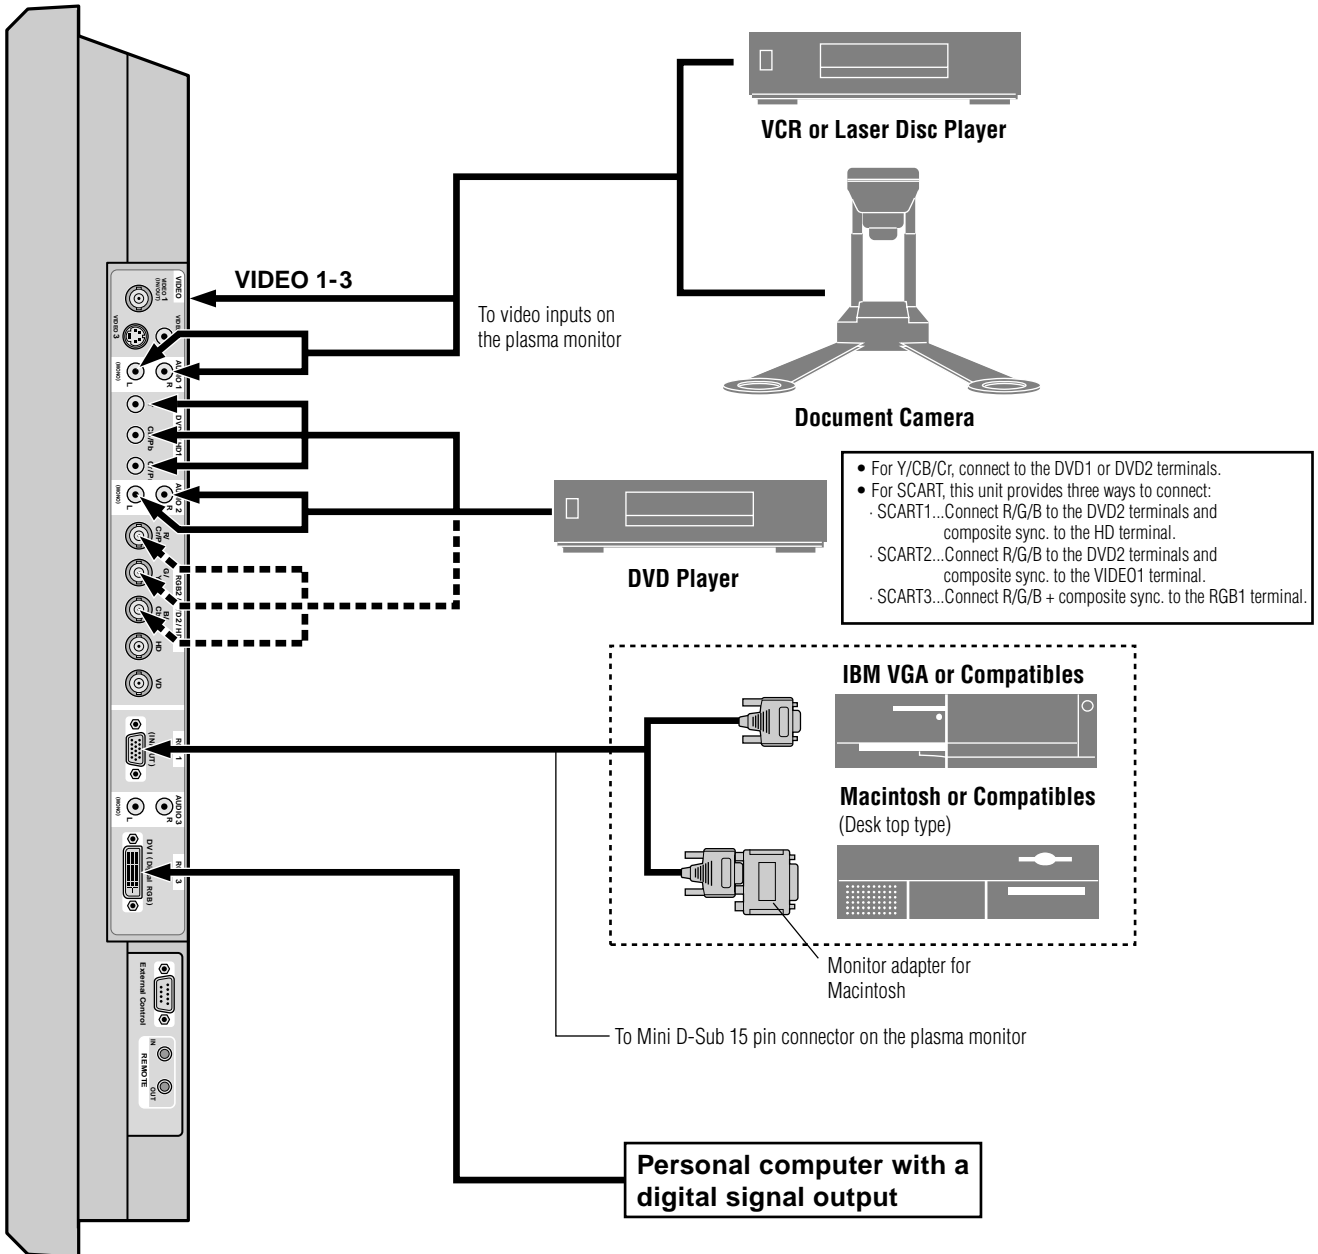 VCR or Laser Disc Player
VIDEO 1-3
To video inputs on
the plasma monitor
Document Camera
• For Y/CB/Cr, connect to the DVD1 or DVD2 terminals.
• For SCART, this unit provides three ways to connect:
· SCART1...Connect R/G/B to the DVD2 terminals and
composite sync. to the HD terminal.
· SCART2...Connect R/G/B to the DVD2 terminals and
composite sync. to the VIDEO1 terminal.
· SCART3...Connect R/G/B + composite sync. to the RGB1 terminal.
DVD Player
IBM VGA or Compatibles
Macintosh or Compatibles
(Desk top type)
Monitor adapter for
Macintosh
To Mini D-Sub 15 pin connector on the plasma monitor
Personal computer with a
digital signal output
VIDEO
VIDEO 1
(IN/OUT)
VIDEO 3
1
L
(MONO)
R
2
L
(MONO)
R
HD
VD
AUDIO 3
L
(MONO)
R
External Control
REMOTE
IN
OUT